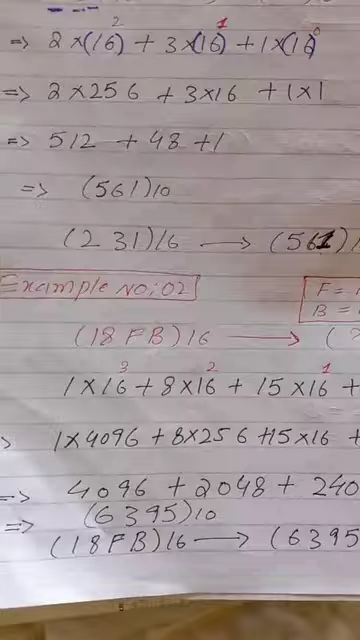 => 2×(16)² + 3×(16)¹ + 1×(16)⁰
=> 2×256 + 3×16 + 1×1
=> 512 + 48 + 1
=> (561)10
(231)16 → (561)
Example No:02
F =
B =
(18FB)16 → (
1×16³ + 8×16² + 15×16¹ +
1×4096 + 8×256 + 15×16 +
=> 4096 + 2048 + 240
=> (6395)10
(18FB)16 → (6395